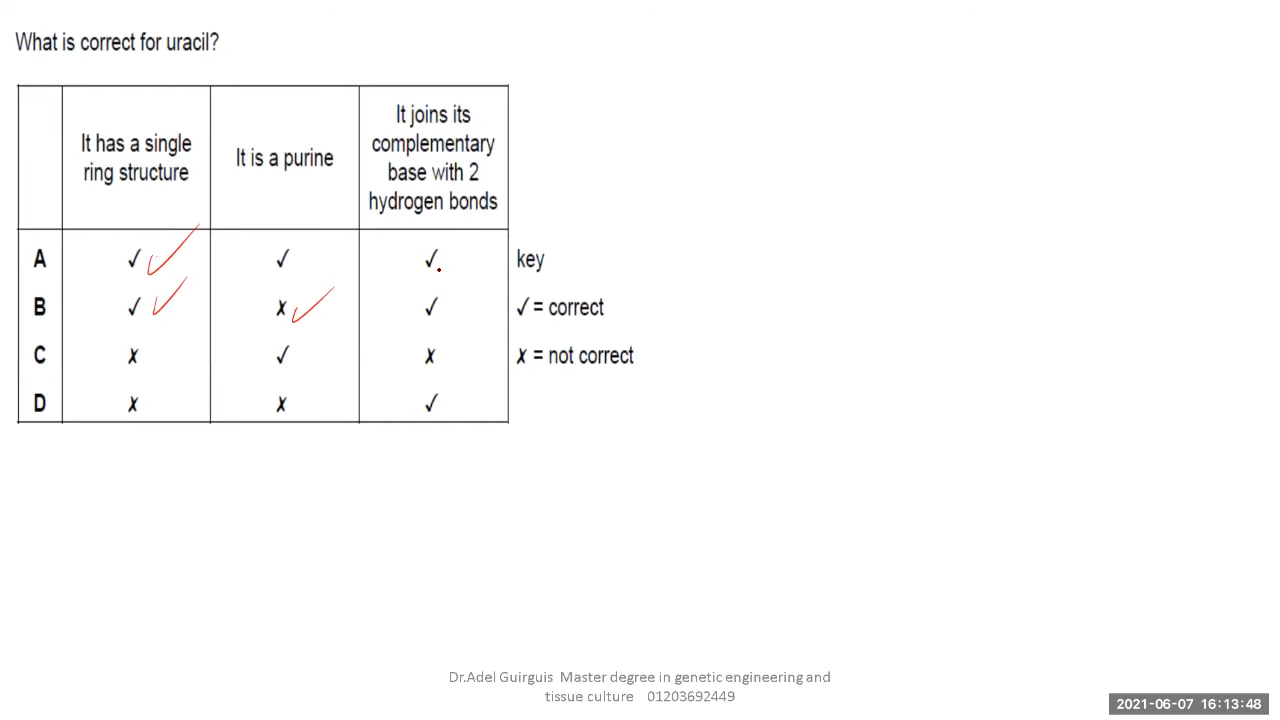 What is correct for uracil?
It has a single
ring structure
It is a purine
It joins its
complementary
base with 2
hydrogen bonds
A ✓ ✓ ✓ key
B ✓ ✗ ✓ ✓ = correct
C ✗ ✓ ✗ ✗ = not correct
D ✗ ✗ ✓
Dr.Adel Guirguis Master degree in genetic engineering and
tissue culture 01203692449
2021-06-07 16:13:48